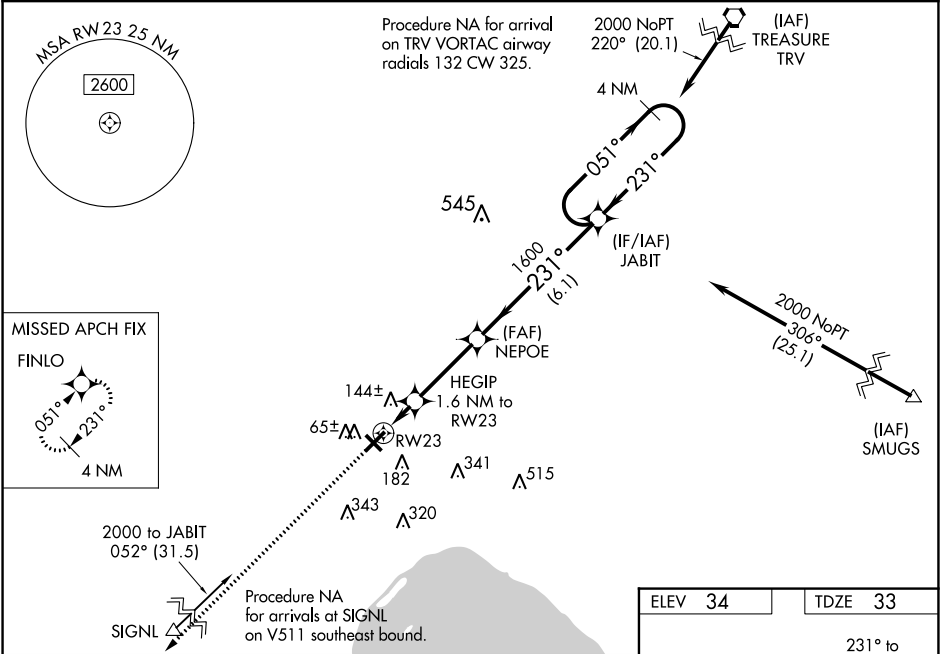 MSA RW 23 25 NM
2600
Procedure NA for arrival
on TRV VORTAC airway
radials 132 CW 325.
2000 NoPT
220° (20.1)
(IAF)
TREASURE
TRV
4 NM
051°
231°
545
(IF/IAF)
JABIT
1600
231°
(6.1)
2000 NoPT
306°
(25.1)
(IAF)
SMUGS
MISSED APCH FIX
FINLO
051°
231°
4 NM
(FAF)
NEPOE
HEGIP
1.6 NM to
RW23
144±
65±
RW23
182
341
515
343
320
2000 to JABIT
052° (31.5)
SIGNL
Procedure NA
for arrivals at SIGNL
on V511 southeast bound.
ELEV 34
TDZE 33
231° to